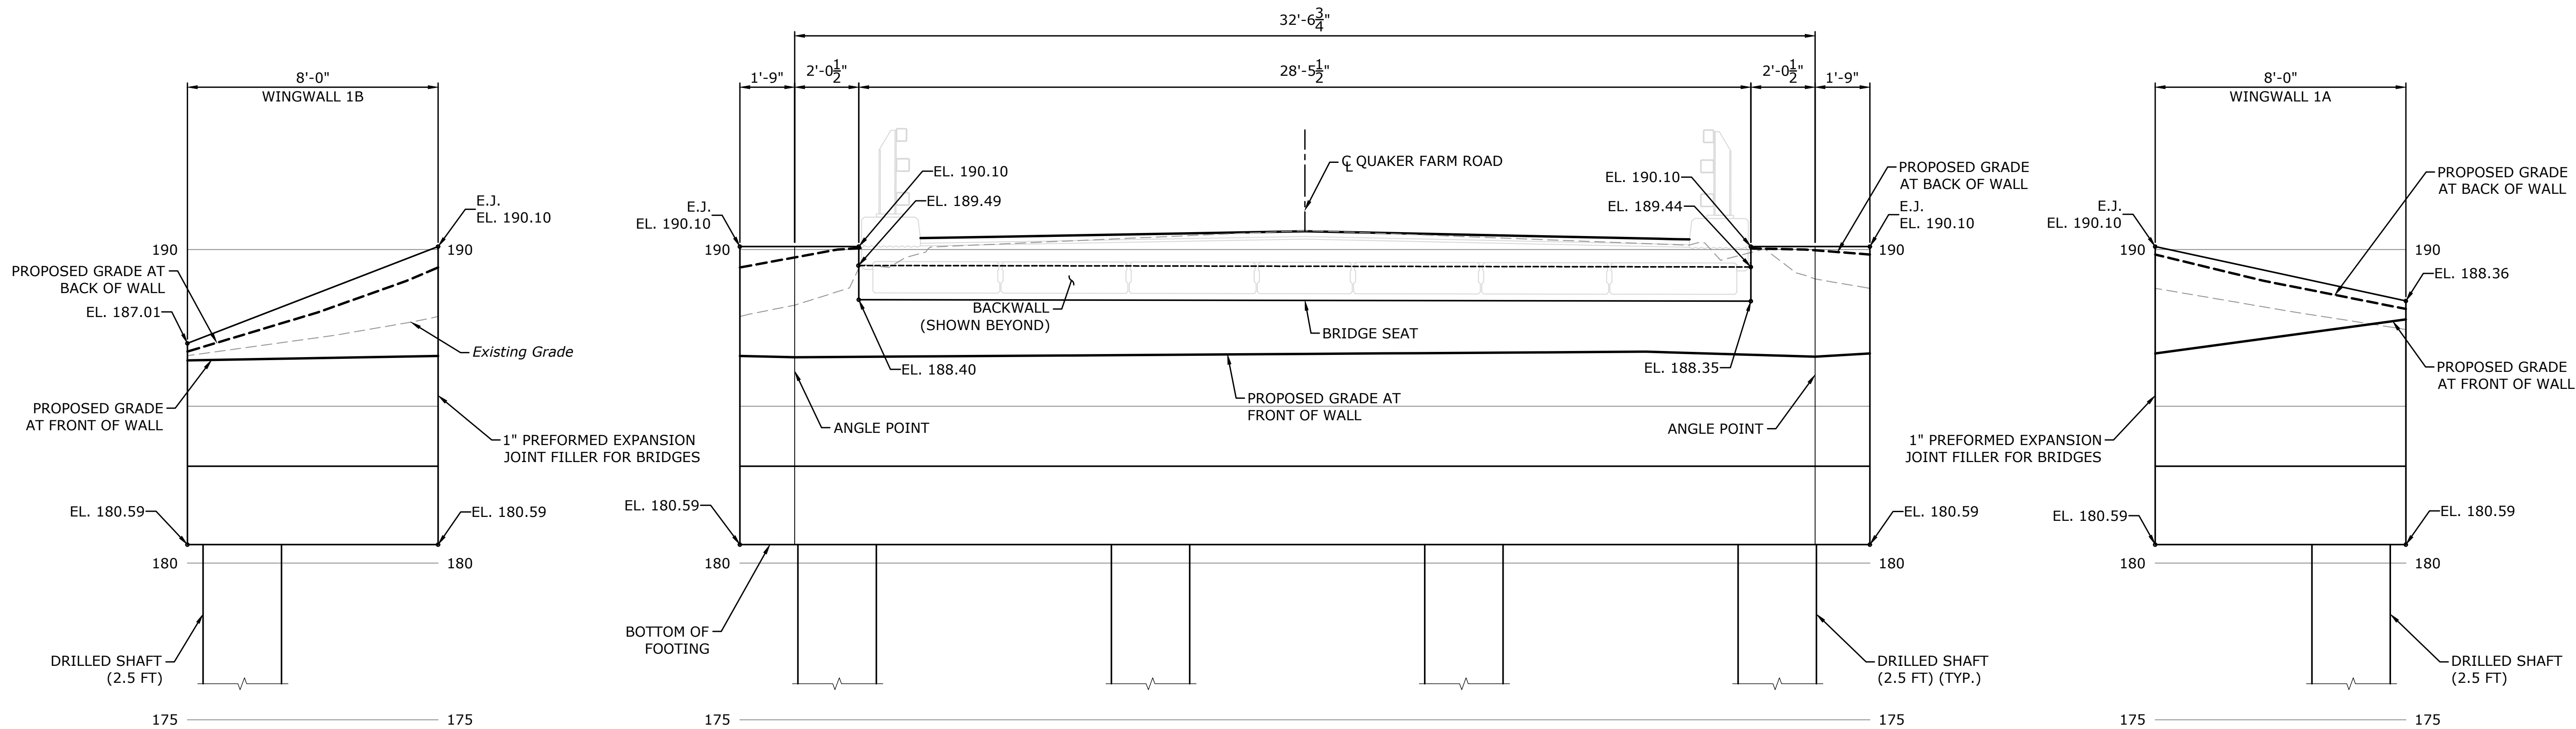 32'-6 3/4"
8'-0"
WINGWALL 1B
1'-9"
2'-0 1/2"
28'-5 1/2"
2'-0 1/2"
1'-9"
8'-0"
WINGWALL 1A
E.J.
EL. 190.10
190
190
PROPOSED GRADE AT
BACK OF WALL
EL. 187.01
Existing Grade
PROPOSED GRADE
AT FRONT OF WALL
1" PREFORMED EXPANSION
JOINT FILLER FOR BRIDGES
EL. 180.59
EL. 180.59
180
180
DRILLED SHAFT
(2.5 FT)
175
175
E.J.
EL. 190.10
190
EL. 190.10
EL. 189.49
CL QUAKER FARM ROAD
EL. 190.10
EL. 189.44
PROPOSED GRADE
AT BACK OF WALL
E.J.
EL. 190.10
190
BACKWALL
(SHOWN BEYOND)
BRIDGE SEAT
EL. 188.40
EL. 188.35
PROPOSED GRADE AT
FRONT OF WALL
ANGLE POINT
ANGLE POINT
EL. 180.59
EL. 180.59
180
180
BOTTOM OF
FOOTING
DRILLED SHAFT
(2.5 FT) (TYP.)
175
175
E.J.
EL. 190.10
190
190
PROPOSED GRADE
AT BACK OF WALL
EL. 188.36
PROPOSED GRADE
AT FRONT OF WALL
1" PREFORMED EXPANSION
JOINT FILLER FOR BRIDGES
EL. 180.59
EL. 180.59
180
180
DRILLED SHAFT
(2.5 FT)
175
175